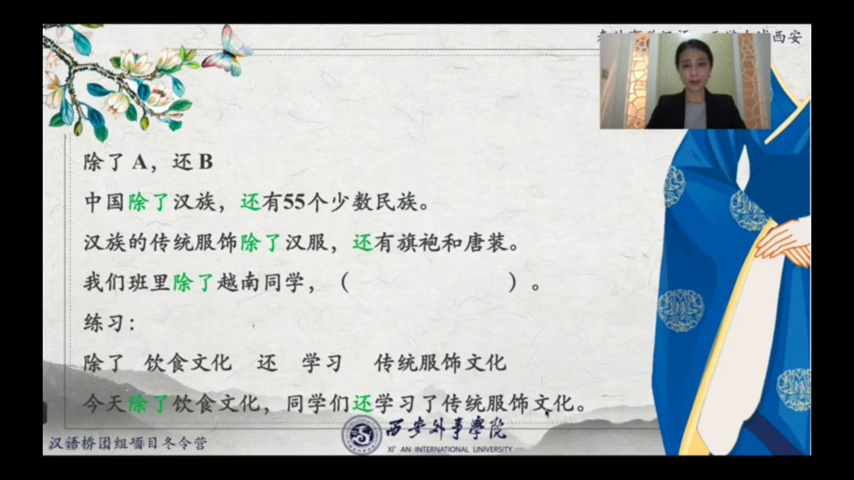 西安
除了 A，还 B
中国除了汉族，还有55个少数民族。
汉族的传统服饰除了汉服，还有旗袍和唐装。
我们班里除了越南同学，（ ）。
练习：
除了 饮食文化 还 学习 传统服饰文化
今天除了饮食文化，同学们还学习了传统服饰文化。
汉语桥团组项目冬令营
西安外事学院
XI' AN INTERNATIONAL UNIVERSITY